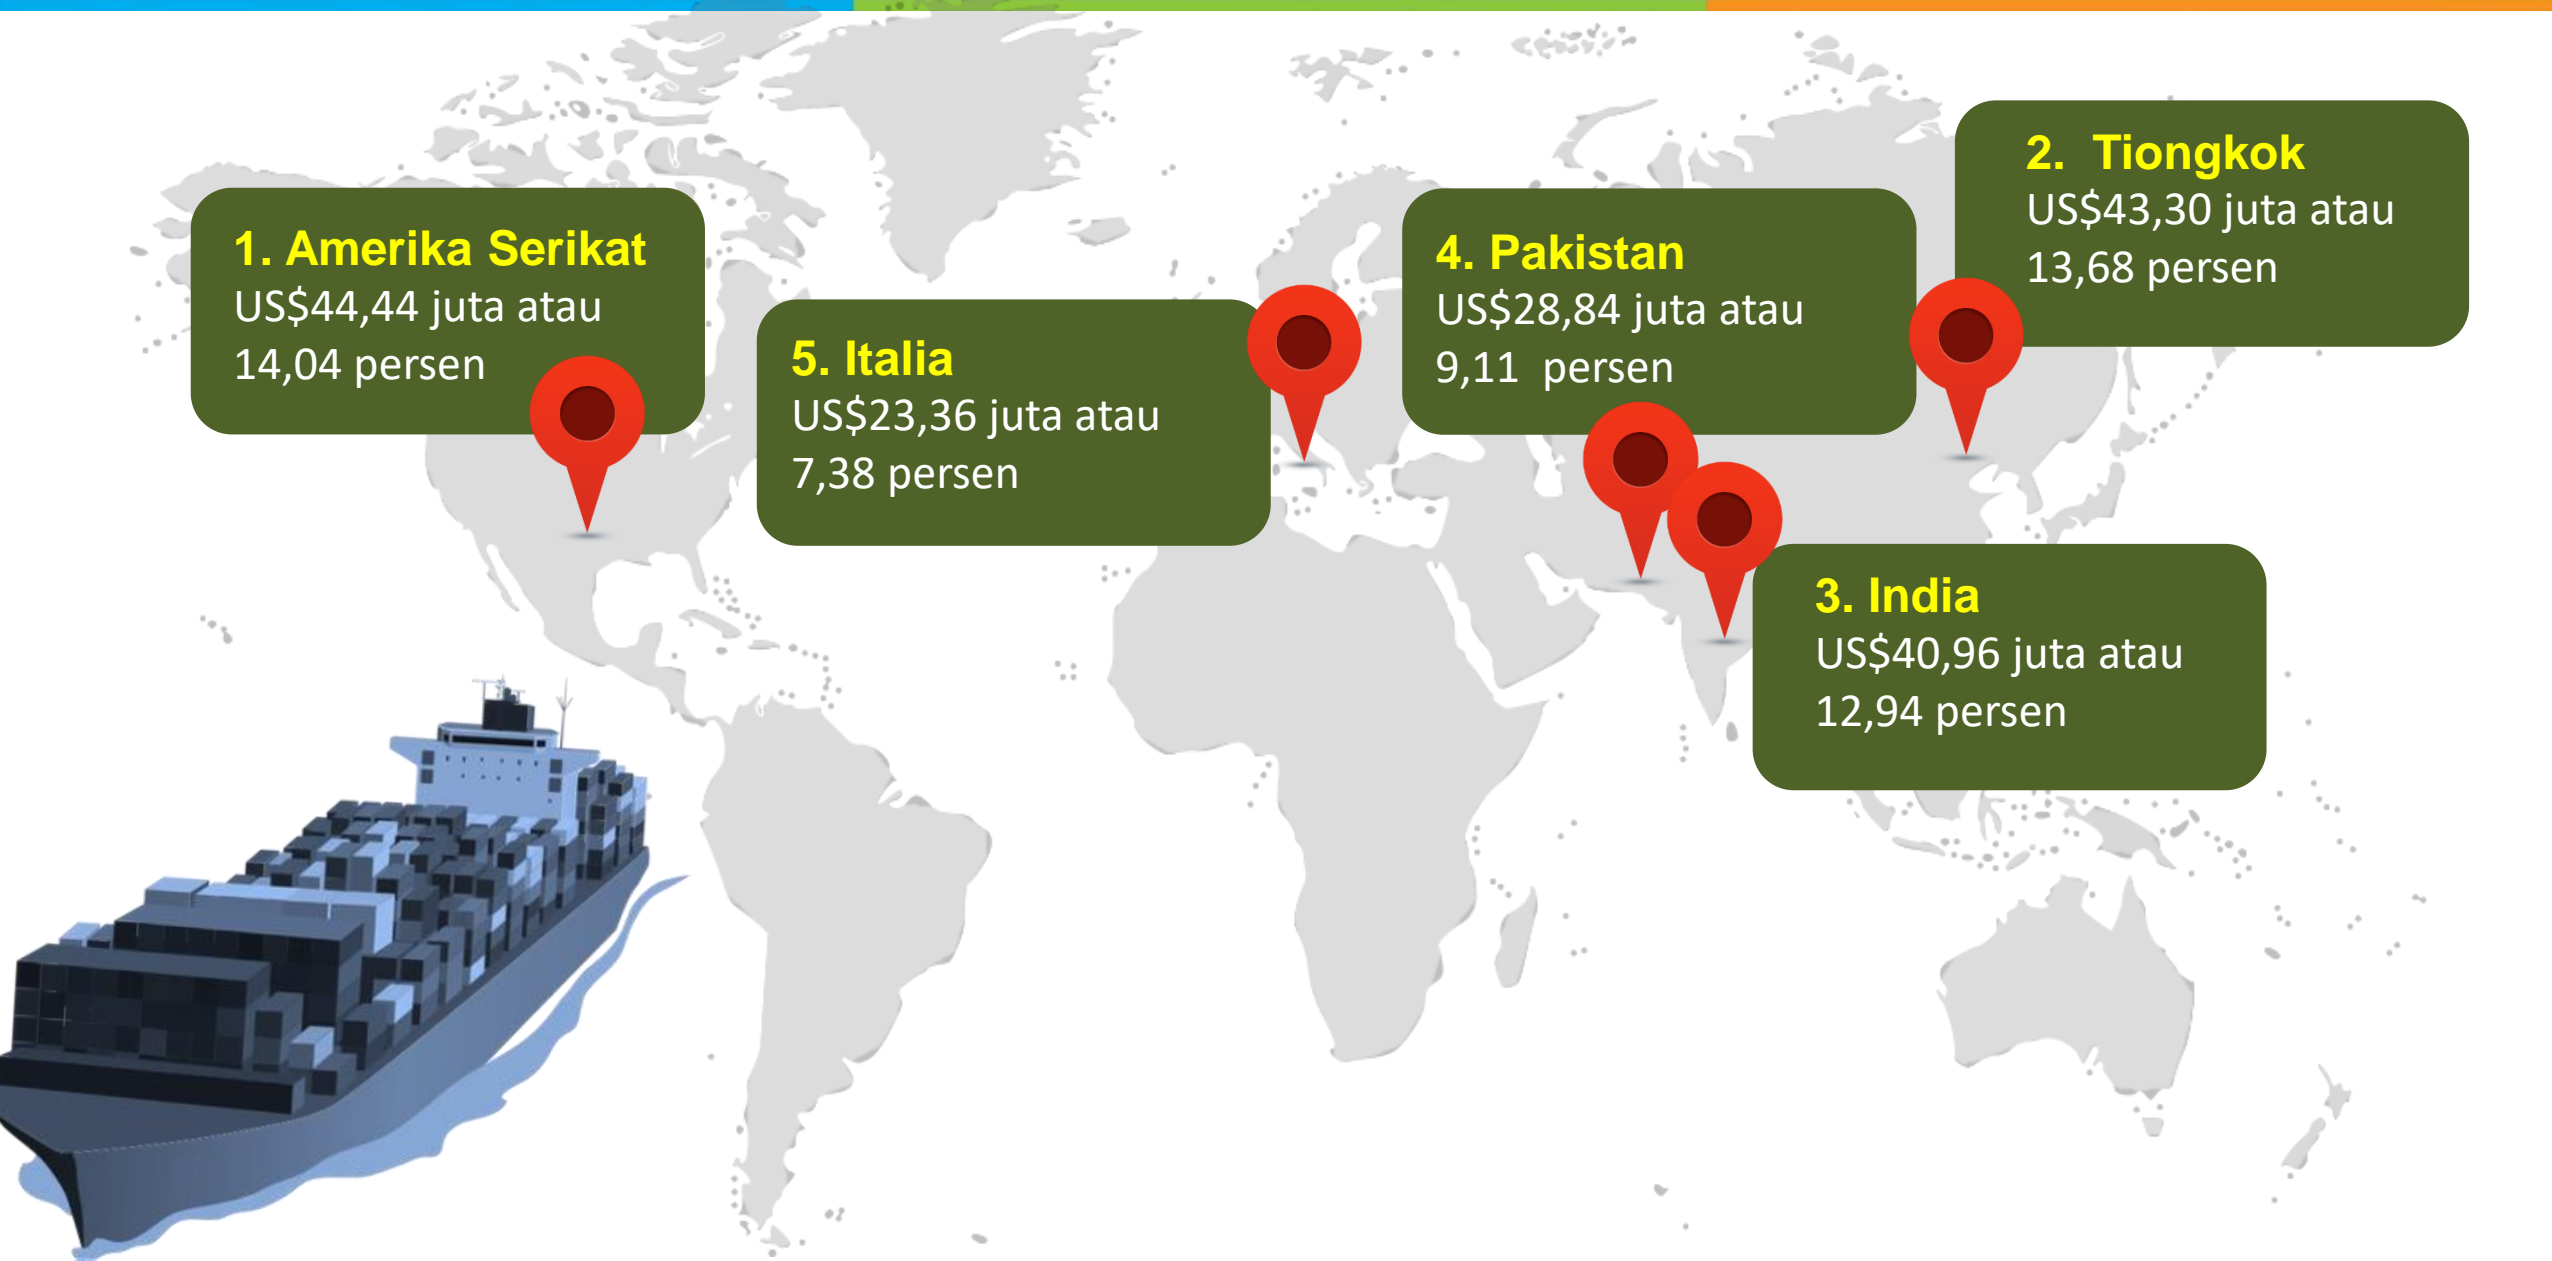 1. Amerika Serikat
US$44,44 juta atau
14,04 persen
2. Tiongkok
US$43,30 juta atau
13,68 persen
3. India
US$40,96 juta atau
12,94 persen
4. Pakistan
US$28,84 juta atau
9,11 persen
5. Italia
US$23,36 juta atau
7,38 persen